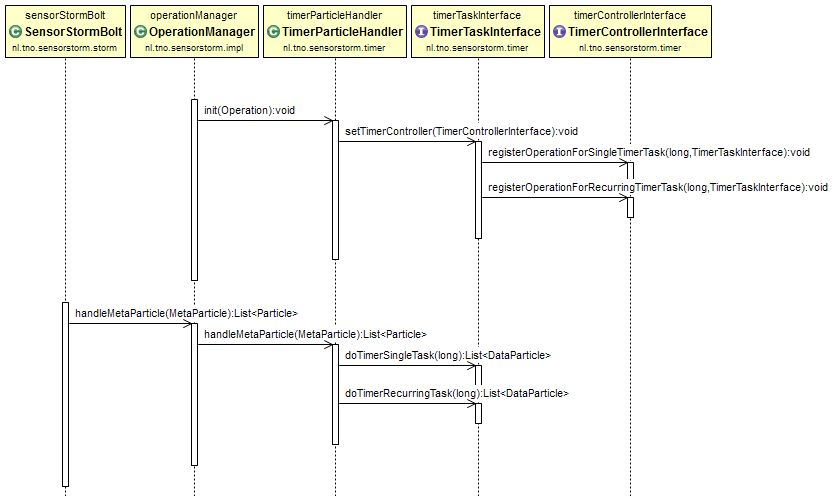 sensorStormBolt
C SensorStormBolt
nl.tno.sensorstorm.storm
operationManager
C OperationManager
nl.tno.sensorstorm.impl
timerParticleHandler
C TimerParticleHandler
nl.tno.sensorstorm.timer
timerTaskInterface
I TimerTaskInterface
nl.tno.sensorstorm.timer
timerControllerInterface
I TimerControllerInterface
nl.tno.sensorstorm.timer
init(Operation):void
setTimerController(TimerControllerInterface):void
registerOperationForSingleTimerTask(long,TimerTaskInterface):void
registerOperationForRecurringTimerTask(long,TimerTaskInterface):void
handleMetaParticle(MetaParticle):List<Particle>
handleMetaParticle(MetaParticle):List<Particle>
doTimerSingleTask(long):List<DataParticle>
doTimerRecurringTask(long):List<DataParticle>